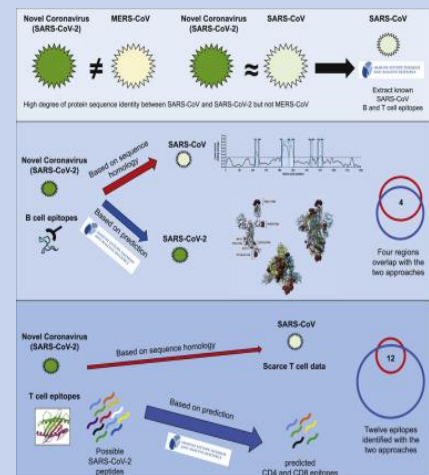 Novel Coronavirus
(SARS-CoV-2)
MERS-CoV
≠
Novel Coronavirus
(SARS-CoV-2)
SARS-CoV
≈
SARS-CoV
High degree of protein sequence identity between SARS-CoV and SARS-CoV-2 but not MERS-CoV
Extract known
SARS-CoV
B and T cell epitopes
Novel Coronavirus
(SARS-CoV-2)
Based on sequence
homology
SARS-CoV
B cell epitopes
Based on prediction
SARS-CoV-2
4
Four regions
overlap with the
two approaches
Novel Coronavirus
(SARS-CoV-2)
Based on sequence homology
SARS-CoV
Scarce T cell data
T cell epitopes
Possible
SARS-CoV-2
peptides
Based on prediction
predicted
CD4 and CD8 epitopes
12
Twelve epitopes
identified with the
two approaches